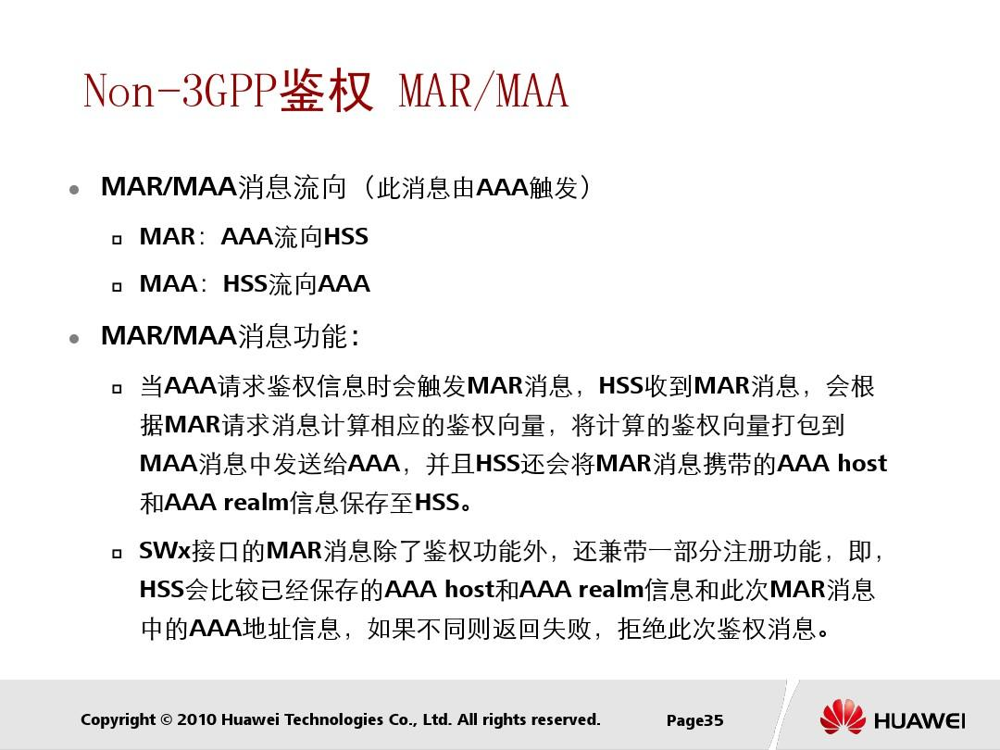 Non-3GPP鉴权 MAR/MAA
MAR/MAA消息流向（此消息由AAA触发）
MAR：AAA流向HSS
MAA：HSS流向AAA
MAR/MAA消息功能：
当AAA请求鉴权信息时会触发MAR消息，HSS收到MAR消息，会根
据MAR请求消息计算相应的鉴权向量，将计算的鉴权向量打包到
MAA消息中发送给AAA，并且HSS还会将MAR消息携带的AAA host
和AAA realm信息保存至HSS。
SWx接口的MAR消息除了鉴权功能外，还兼带一部分注册功能，即，
HSS会比较已经保存的AAA host和AAA realm信息和此次MAR消息
中的AAA地址信息，如果不同则返回失败，拒绝此次鉴权消息。
Copyright © 2010 Huawei Technologies Co., Ltd. All rights reserved.
Page35
HUAWEI